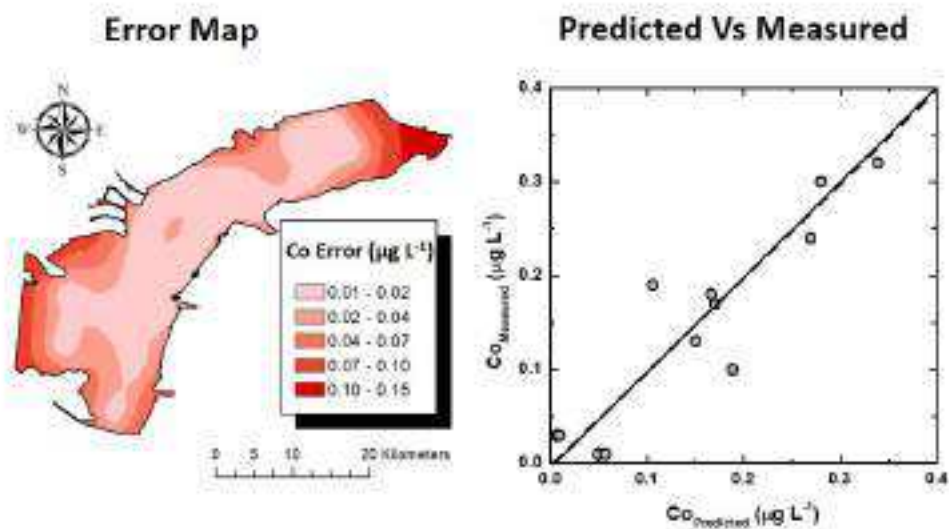 Error Map
Predicted Vs Measured
N
W E
S
Co Error (µg L⁻¹)
0.01 - 0.02
0.02 - 0.04
0.04 - 0.07
0.07 - 0.10
0.10 - 0.15
0 5 10 20 Kilometers
Co_Measured (µg L⁻¹)
0.4
0.3
0.2
0.1
0.0
0.0 0.1 0.2 0.3 0.4
Co_Predicted (µg L⁻¹)